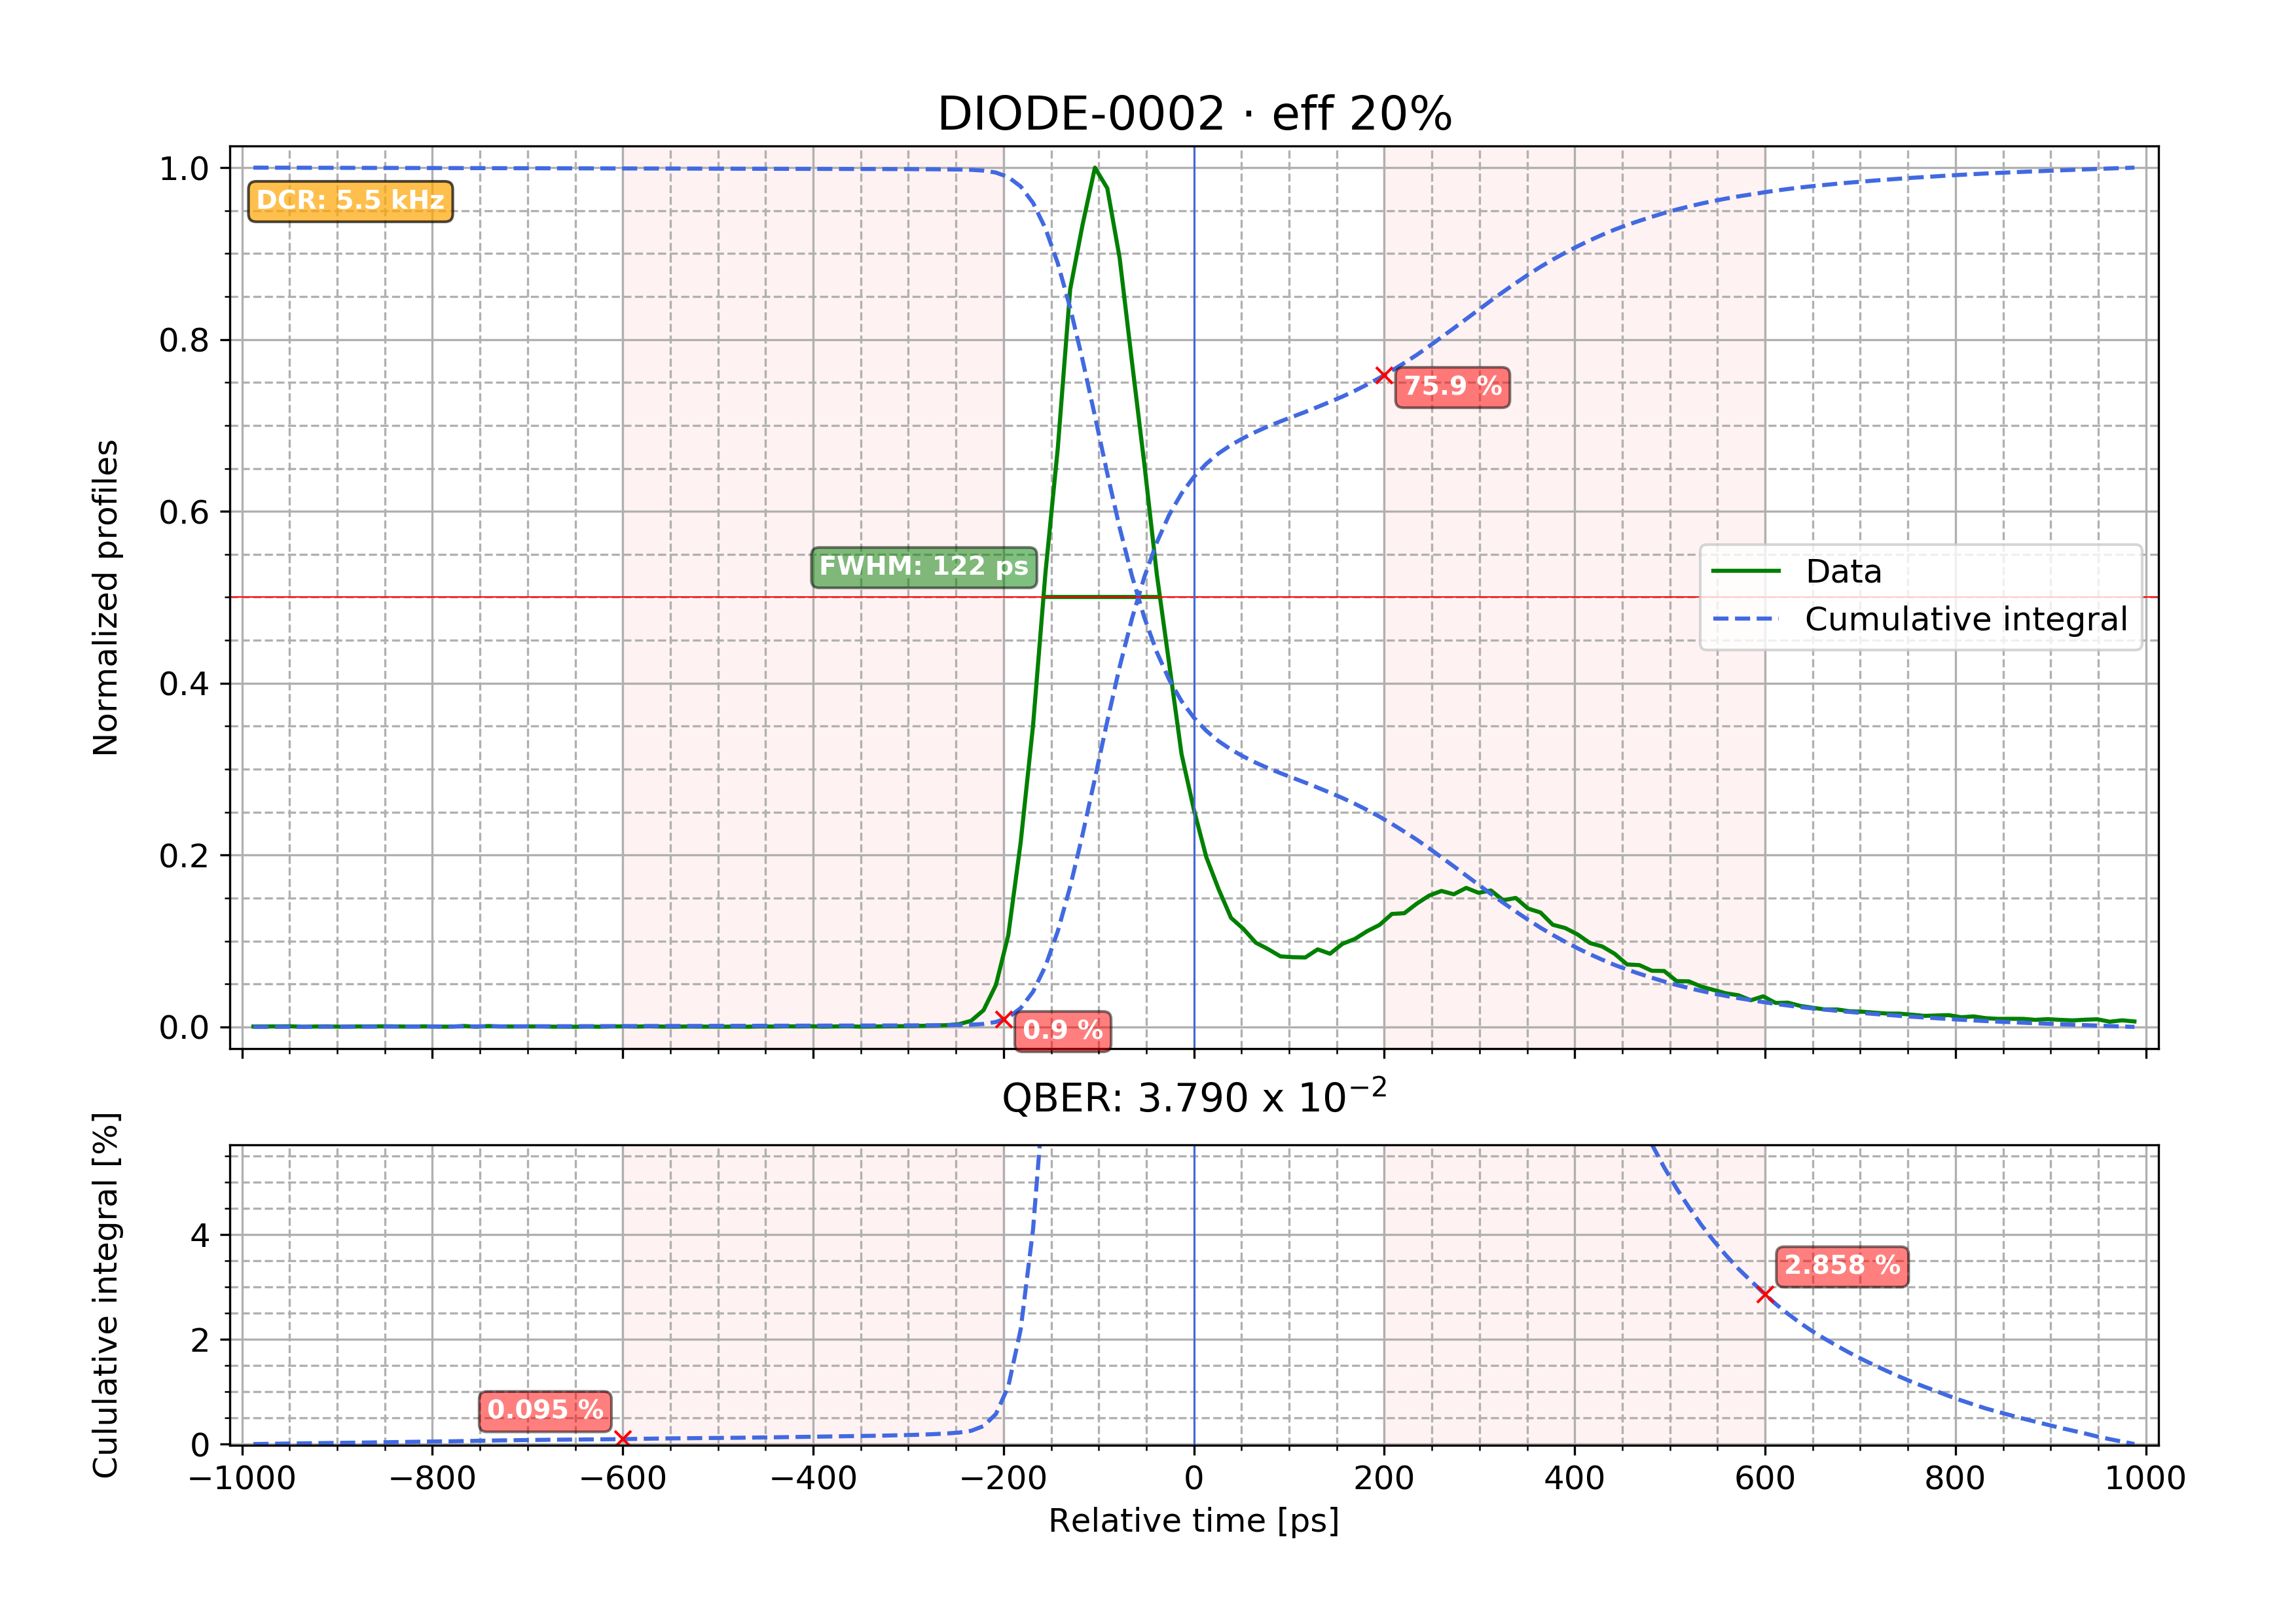 DIODE-0002 · eff 20%
Normalized profiles
1.0
0.8
0.6
0.4
0.2
0.0
DCR: 5.5 kHz
75.9 %
FWHM: 122 ps
Data
Cumulative integral
0.9 %
QBER: 3.790 x 10⁻²
Cululative integral [%]
4
2
0
2.858 %
0.095 %
−1000 −800 −600 −400 −200 0 200 400 600 800 1000
Relative time [ps]